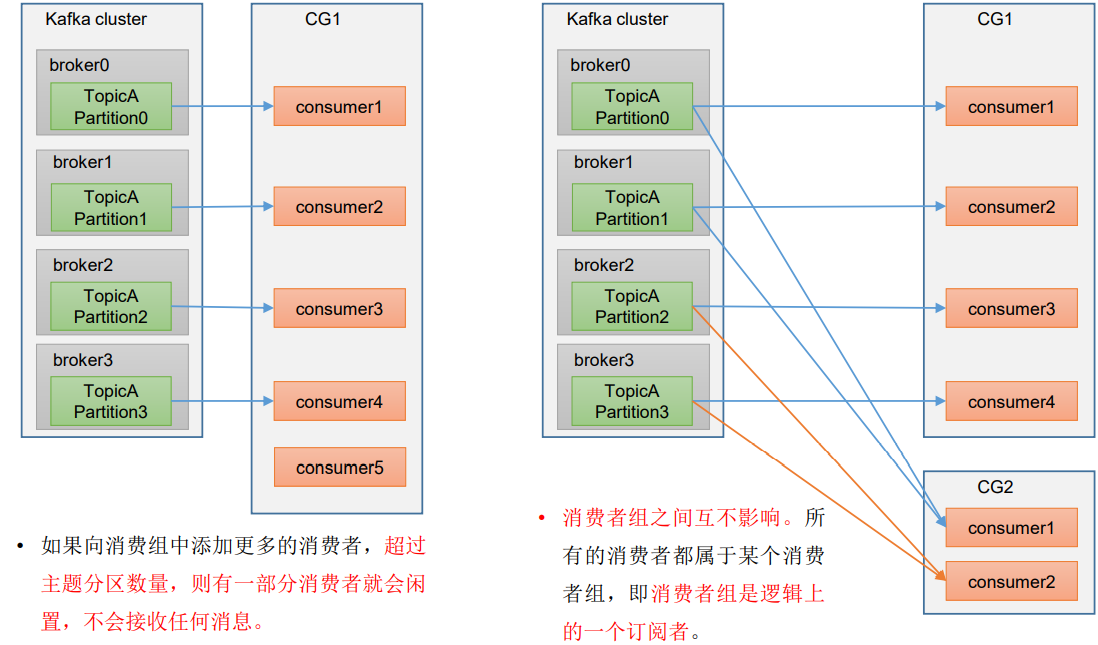 Kafka cluster
CG1
broker0
TopicA
Partition0
consumer1
broker1
TopicA
Partition1
consumer2
broker2
TopicA
Partition2
consumer3
broker3
TopicA
Partition3
consumer4
consumer5
• 如果向消费组中添加更多的消费者，超过
主题分区数量，则有一部分消费者就会闲
置，不会接收任何消息。
Kafka cluster
CG1
broker0
TopicA
Partition0
consumer1
broker1
TopicA
Partition1
consumer2
broker2
TopicA
Partition2
consumer3
broker3
TopicA
Partition3
consumer4
CG2
consumer1
consumer2
• 消费者组之间互不影响。所
有的消费者都属于某个消费
者组，即消费者组是逻辑上
的一个订阅者。